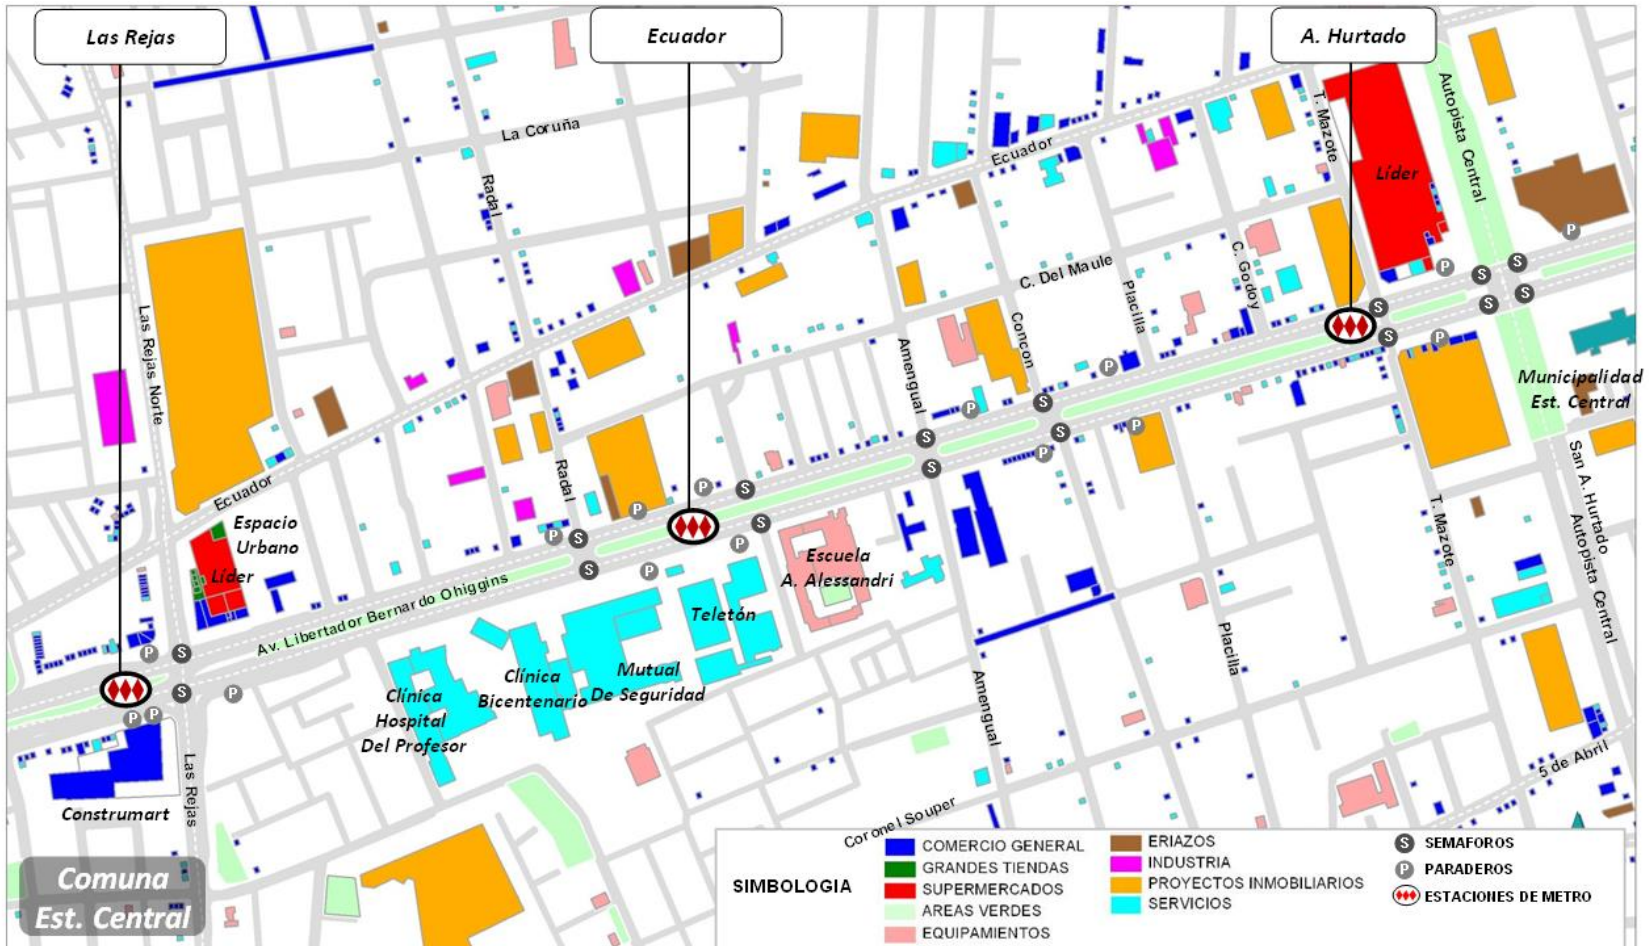 Las Rejas
Ecuador
A. Hurtado
La Coruña
Radal
Ecuador
T. Mazote
Líder
Autopista Central
C. Del Maule
Placilla
C. Godoy
Concon
Amengual
Las Rejas Norte
Ecuador
Radal
Espacio
Urbano
Líder
Av. Libertador Bernardo Ohiggins
Escuela
A. Alessandri
Teletón
Mutual
De Seguridad
Clínica
Bicentenario
Clínica
Hospital
Del Profesor
Municipalidad
Est. Central
San A. Hurtado
Autopista Central
T. Mazote
Placilla
Amengual
5 de Abril
Coronel Souper
Las Rejas
Construmart
Comuna
Est. Central
SIMBOLOGIA
COMERCIO GENERAL
GRANDES TIENDAS
SUPERMERCADOS
AREAS VERDES
EQUIPAMIENTOS
ERIAZOS
INDUSTRIA
PROYECTOS INMOBILIARIOS
SERVICIOS
S SEMAFOROS
P PARADEROS
ESTACIONES DE METRO